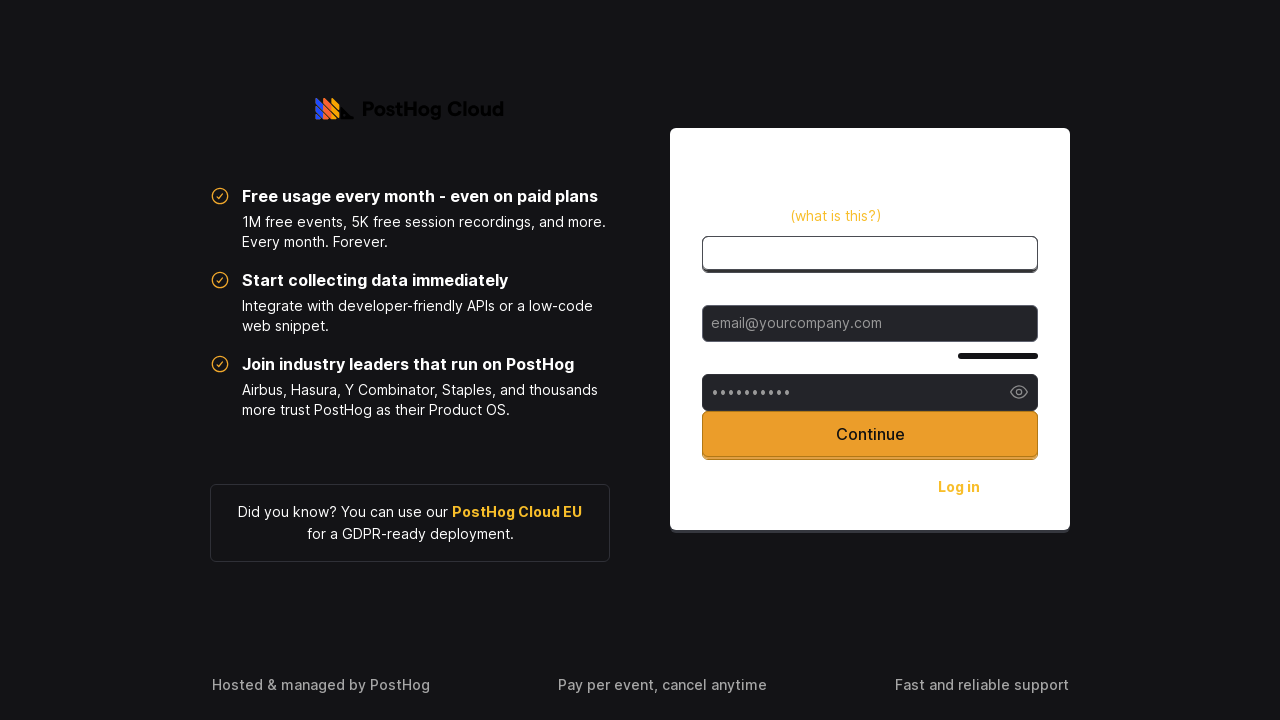 PostHog Cloud
Free usage every month - even on paid plans
1M free events, 5K free session recordings, and more.
Every month. Forever.
Start collecting data immediately
Integrate with developer-friendly APIs or a low-code
web snippet.
Join industry leaders that run on PostHog
Airbus, Hasura, Y Combinator, Staples, and thousands
more trust PostHog as their Product OS.
Did you know? You can use our PostHog Cloud EU
for a GDPR-ready deployment.
(what is this?)
email@yourcompany.com
••••••••••
Continue
Log in
Hosted & managed by PostHog
Pay per event, cancel anytime
Fast and reliable support